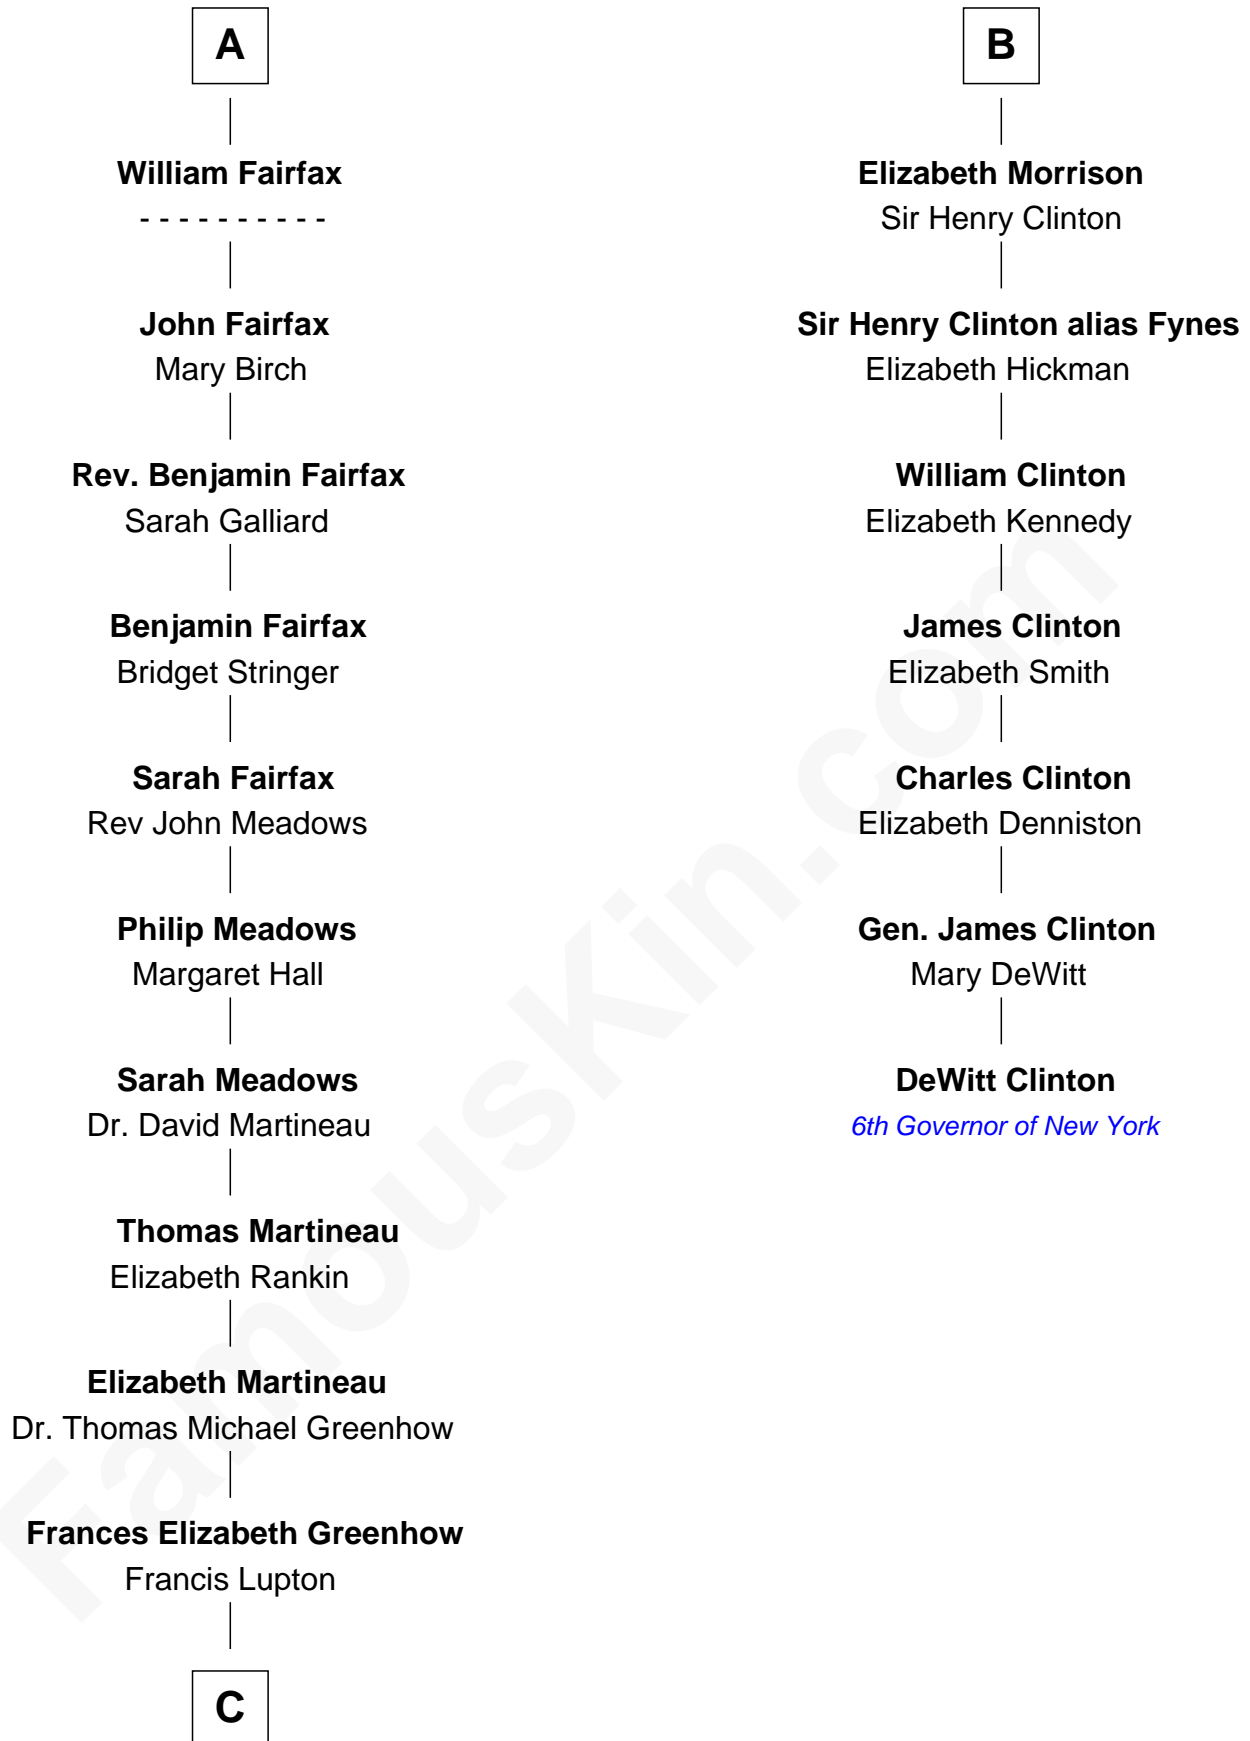 A
William Fairfax
- - - - - - - - - -
John Fairfax
Mary Birch
Rev. Benjamin Fairfax
Sarah Galliard
Benjamin Fairfax
Bridget Stringer
Sarah Fairfax
Rev John Meadows
Philip Meadows
Margaret Hall
Sarah Meadows
Dr. David Martineau
Thomas Martineau
Elizabeth Rankin
Elizabeth Martineau
Dr. Thomas Michael Greenhow
Frances Elizabeth Greenhow
Francis Lupton
C
B
Elizabeth Morrison
Sir Henry Clinton
Sir Henry Clinton alias Fynes
Elizabeth Hickman
William Clinton
Elizabeth Kennedy
James Clinton
Elizabeth Smith
Charles Clinton
Elizabeth Denniston
Gen. James Clinton
Mary DeWitt
DeWitt Clinton
6th Governor of New York
FamousKin.com